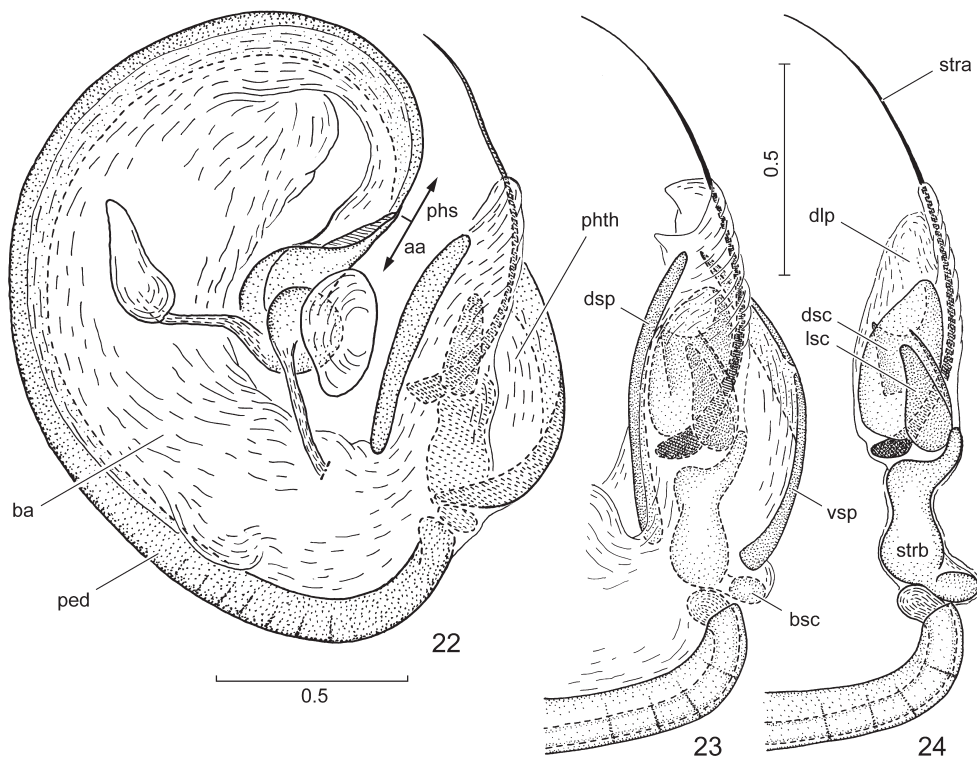 phs
aa
phth
ba
ped
22
0.5
dsp
vsp
bsc
23
0.5
stra
dlp
dsc
lsc
strb
24